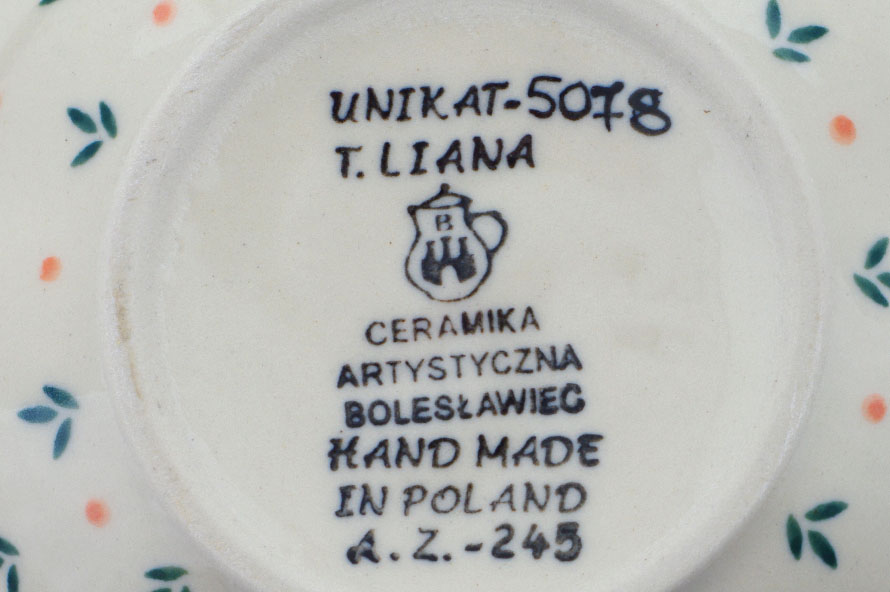 UNIKAT-5078
T. LIANA
B
CERAMIKA
ARTYSTYCZNA
BOLESŁAWIEC
HAND MADE
IN POLAND
A.Z.-245